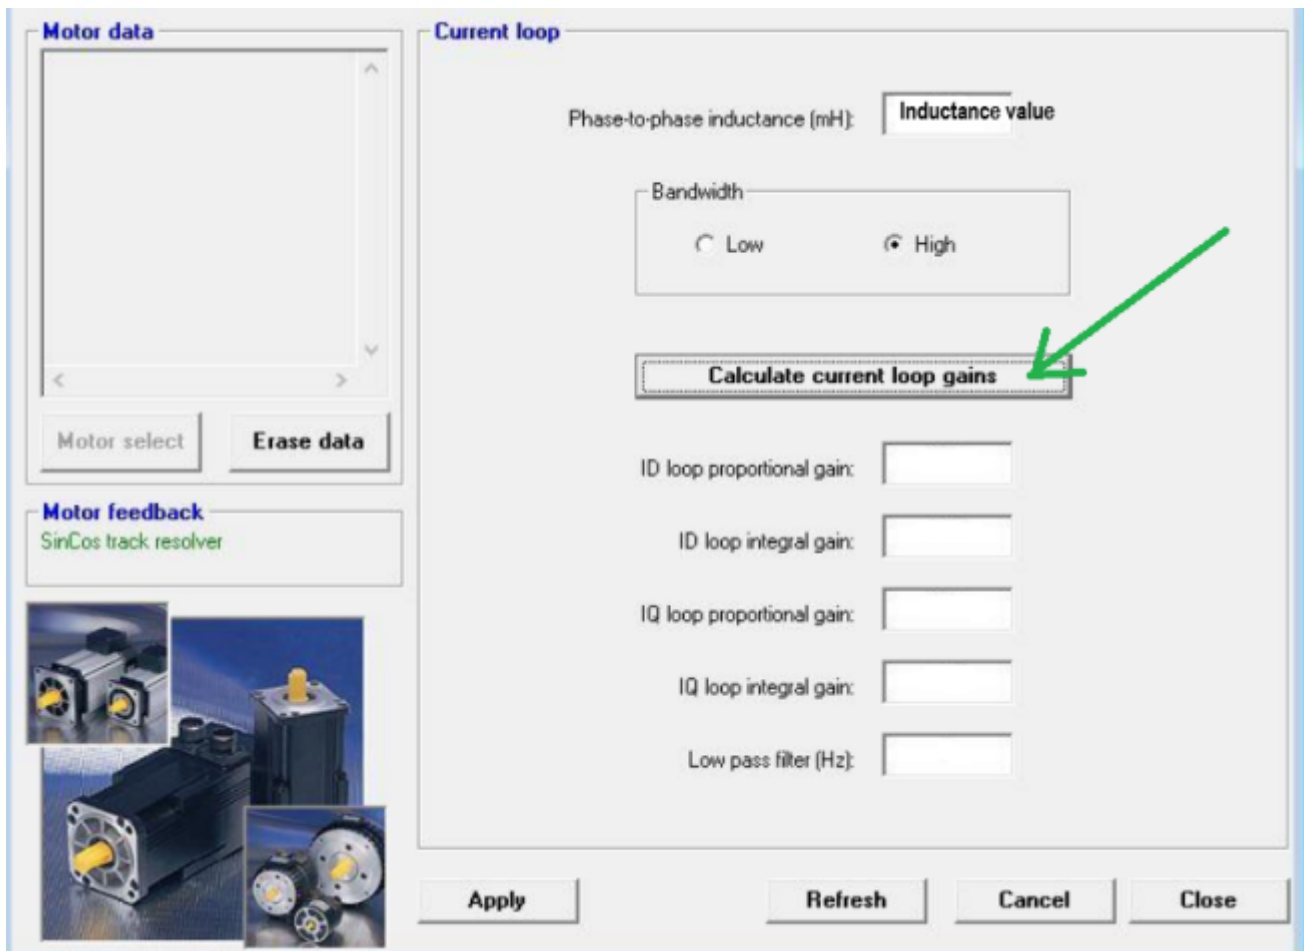 Motor data
Motor select
Erase data
Motor feedback
SinCos track resolver
Current loop
Phase-to-phase inductance (mH):
Inductance value
Bandwidth
Low
High
Calculate current loop gains
ID loop proportional gain:
ID loop integral gain:
IQ loop proportional gain:
IQ loop integral gain:
Low pass filter (Hz):
Apply
Refresh
Cancel
Close